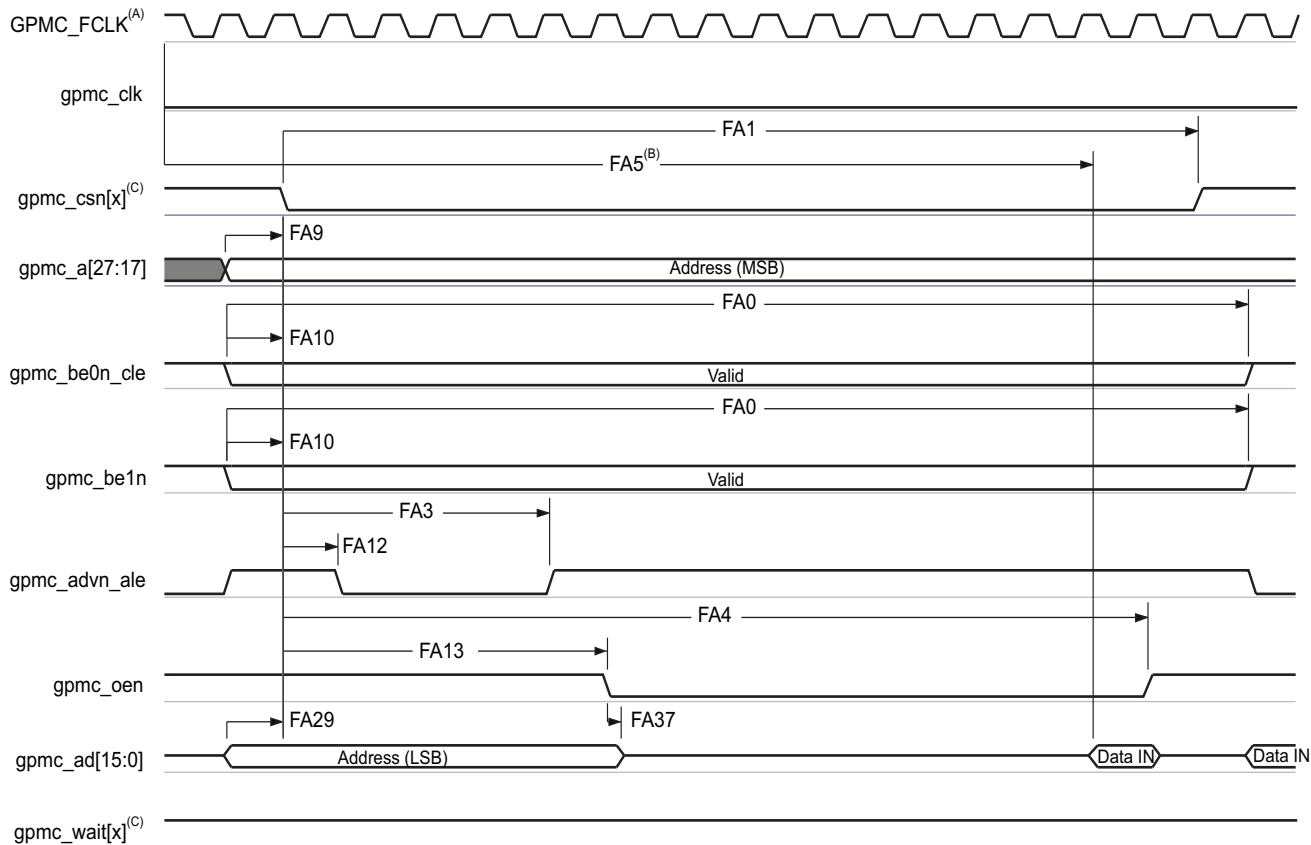 GPMC_FCLK(A)
gpmc_clk
FA1
FA5(B)
gpmc_csn[x](C)
FA9
gpmc_a[27:17]
Address (MSB)
FA0
FA10
gpmc_be0n_cle
Valid
FA0
FA10
gpmc_be1n
Valid
FA3
FA12
gpmc_advn_ale
FA4
FA13
gpmc_oen
FA29
FA37
gpmc_ad[15:0]
Address (LSB)
Data IN
Data IN
gpmc_wait[x](C)